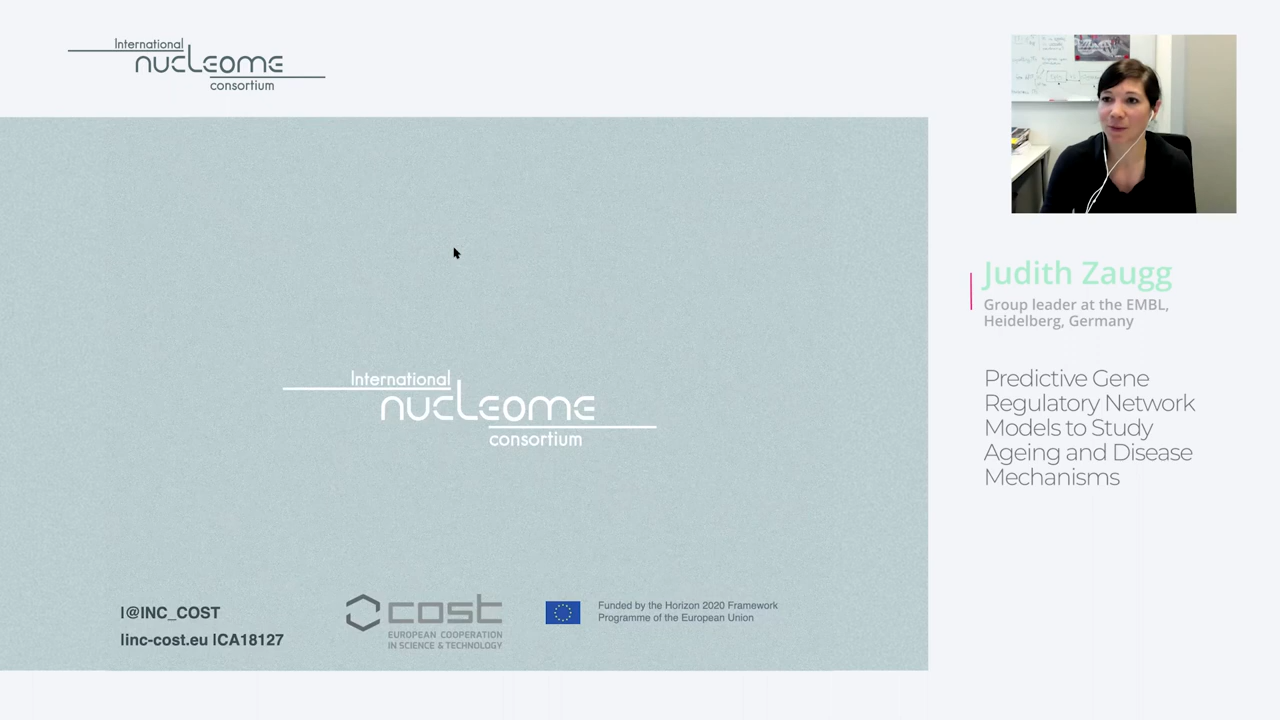 International
nucleome
consortium
International
nucleome
consortium
|@INC_COST
|inc-cost.eu |CA18127
cost
EUROPEAN COOPERATION
IN SCIENCE & TECHNOLOGY
Funded by the Horizon 2020 Framework
Programme of the European Union
Judith Zaugg
Group leader at the EMBL,
Heidelberg, Germany
Predictive Gene
Regulatory Network
Models to Study
Ageing and Disease
Mechanisms